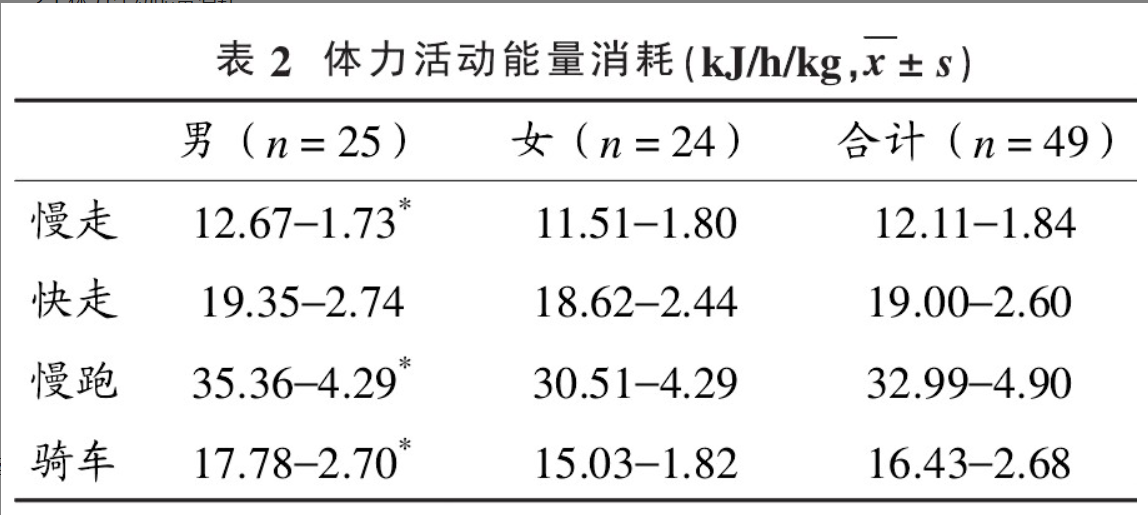 表 2 体力活动能量消耗(kJ/h/kg,x̄ ± s)
男（n = 25） 女（n = 24） 合计（n = 49）
慢走 12.67–1.73* 11.51–1.80 12.11–1.84
快走 19.35–2.74 18.62–2.44 19.00–2.60
慢跑 35.36–4.29* 30.51–4.29 32.99–4.90
骑车 17.78–2.70* 15.03–1.82 16.43–2.68